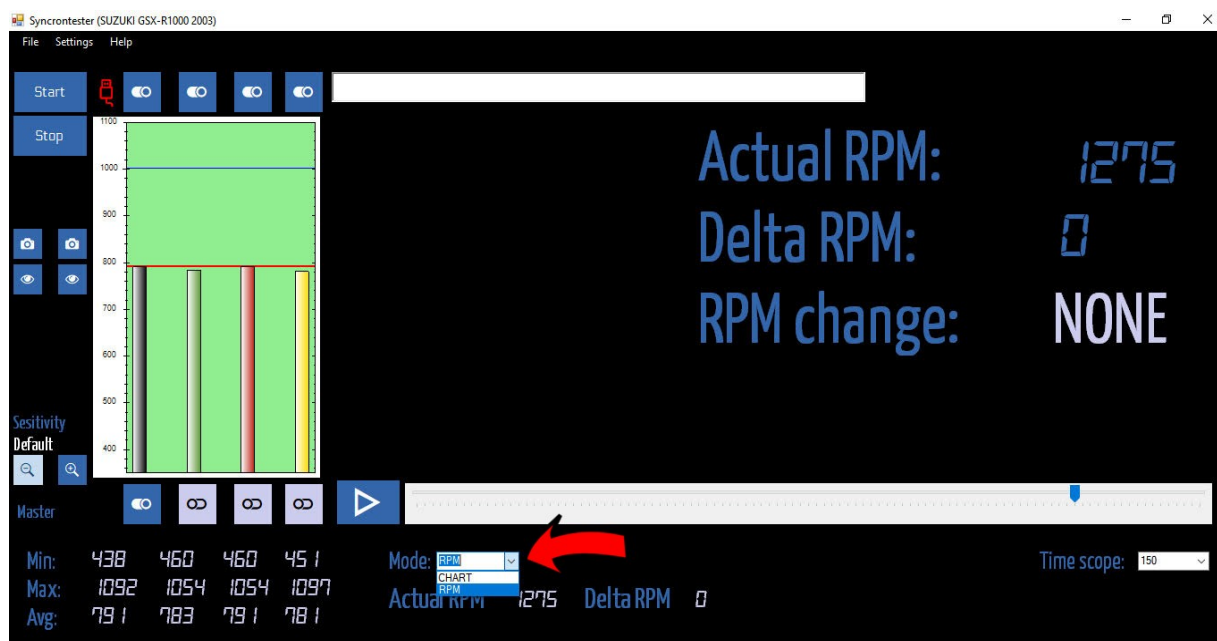 Syncrontester (SUZUKI GSX-R1000 2003)
File Settings Help
Start
Stop
1100
1000
900
800
700
600
500
400
Actual RPM: 1275
Delta RPM: 0
RPM change: NONE
Sesitivity
Default
Master
Min: 438 460 460 451
Max: 1092 1054 1054 1097
Avg: 791 783 791 781
Mode: RPM
CHART
RPM
Actual RPM 1275 Delta RPM 0
Time scope: 150